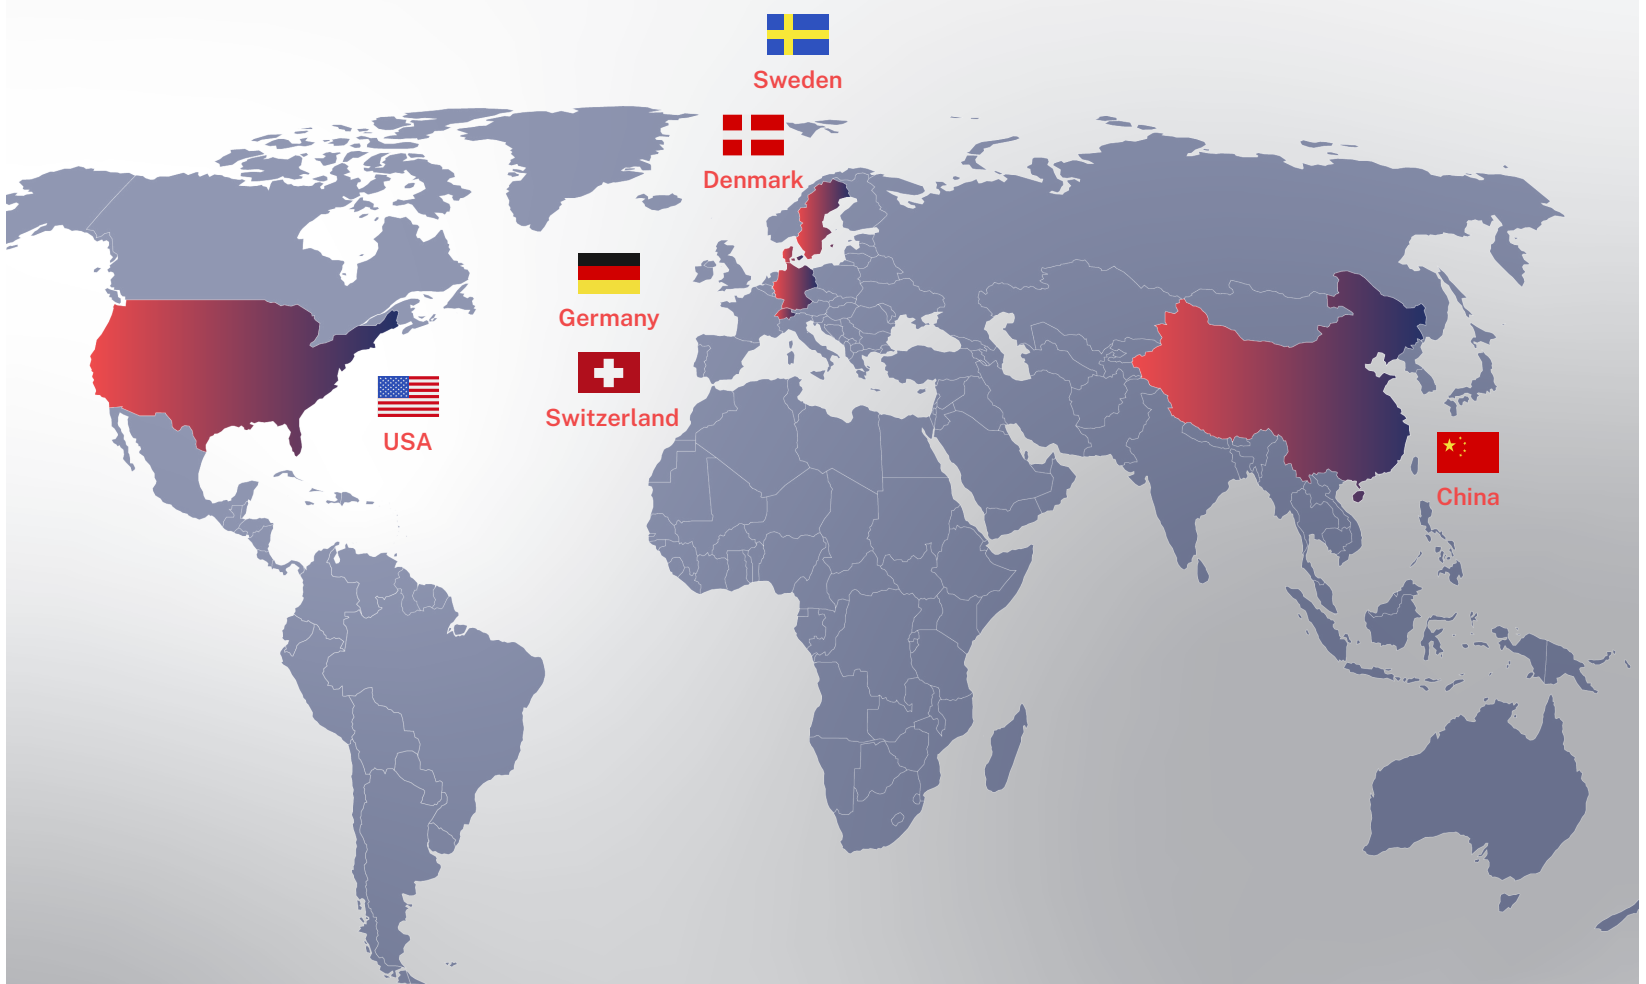 Sweden
Denmark
Germany
Switzerland
USA
China